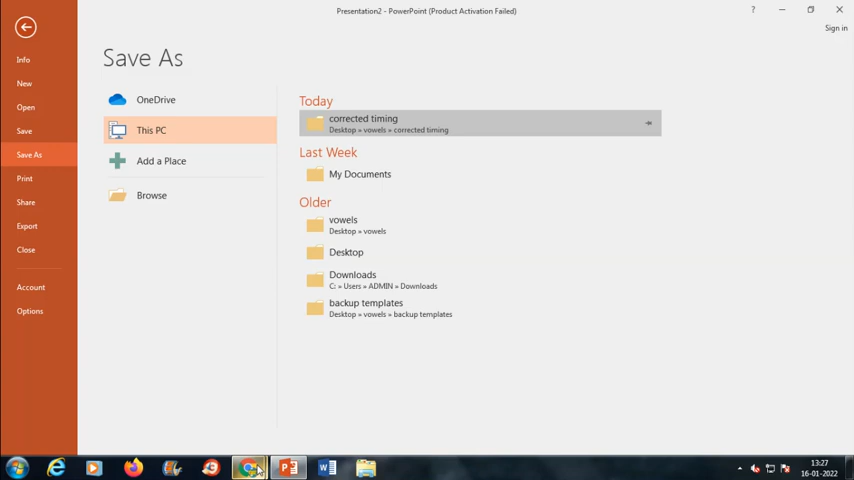 Presentation2 - PowerPoint (Product Activation Failed)
?
Sign in
Info
New
Open
Save
Save As
Print
Share
Export
Close
Account
Options
Save As
OneDrive
This PC
Add a Place
Browse
Today
corrected timing
Desktop » vowels » corrected timing
Last Week
My Documents
Older
vowels
Desktop » vowels
Desktop
Downloads
C: » Users » ADMIN » Downloads
backup templates
Desktop » vowels » backup templates
13:27
16-01-2022